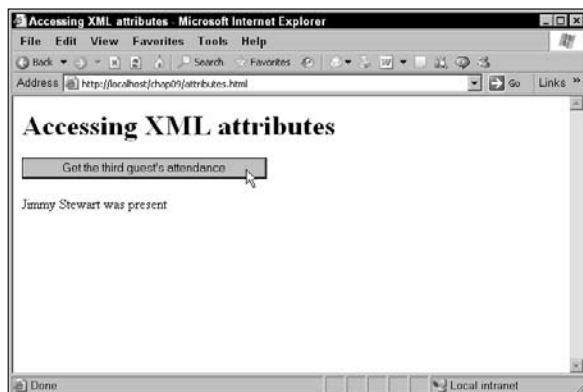 Accessing XML attributes - Microsoft Internet Explorer
File Edit View Favorites Tools Help
Back Search Favorites
Address http://localhost/chap09/attributes.html Go Links »
Accessing XML attributes
Get the third guest's attendance
Jimmy Stewart was present
Done Local intranet